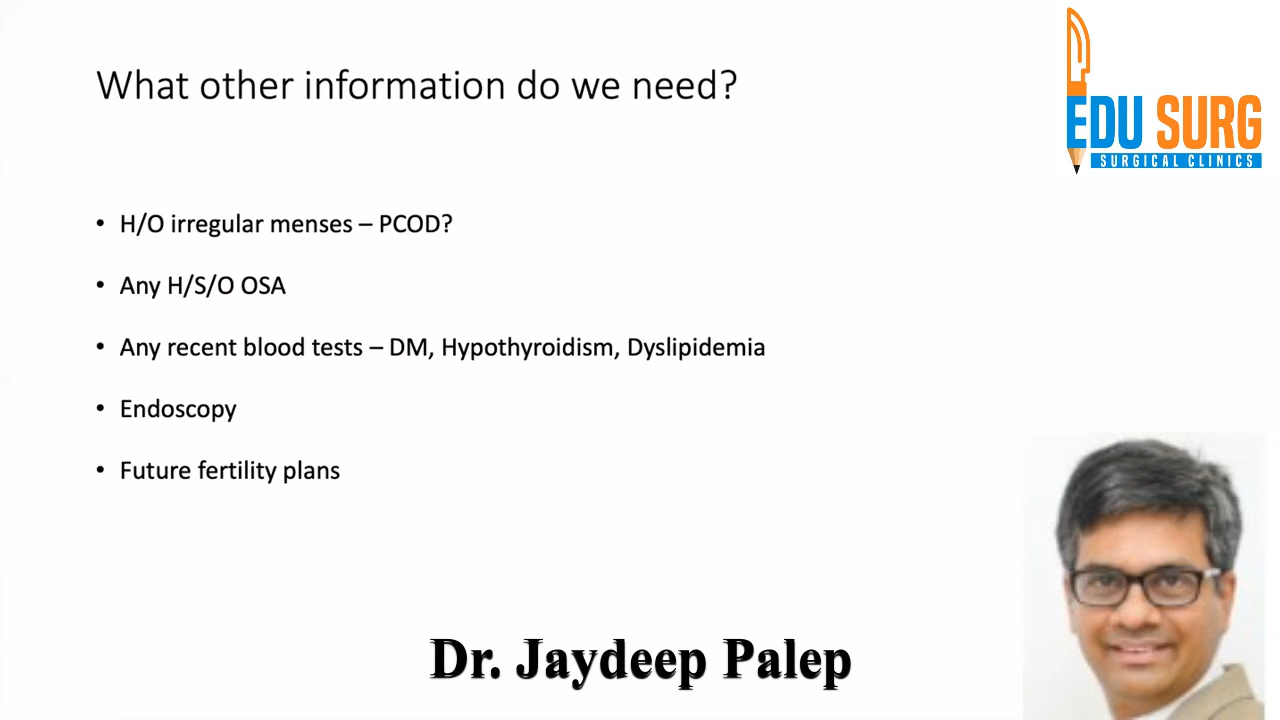 What other information do we need?
EDU SURG
SURGICAL CLINICS
• H/O irregular menses – PCOD?
• Any H/S/O OSA
• Any recent blood tests – DM, Hypothyroidism, Dyslipidemia
• Endoscopy
• Future fertility plans
Dr. Jaydeep Palep